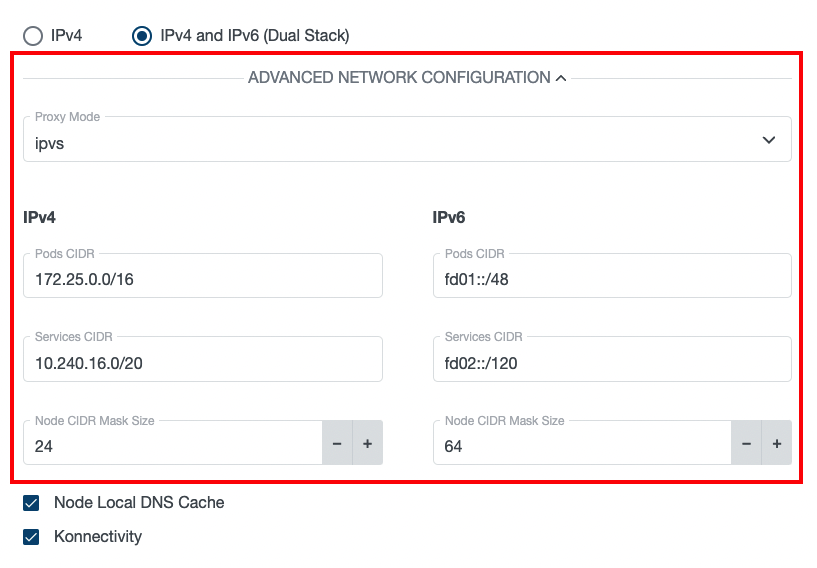 IPv4 IPv4 and IPv6 (Dual Stack)
ADVANCED NETWORK CONFIGURATION
Proxy Mode
ipvs
IPv4 IPv6
Pods CIDR Pods CIDR
172.25.0.0/16 fd01::/48
Services CIDR Services CIDR
10.240.16.0/20 fd02::/120
Node CIDR Mask Size Node CIDR Mask Size
24 − + 64 − +
Node Local DNS Cache
Konnectivity